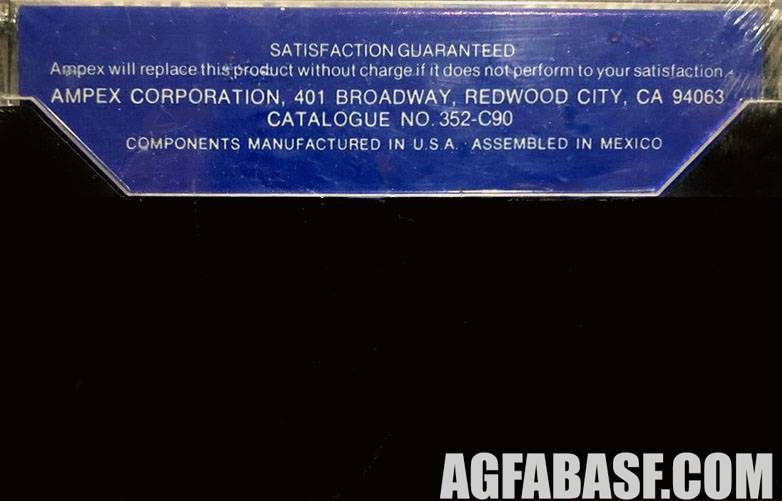 SATISFACTION GUARANTEED
Ampex will replace this product without charge if it does not perform to your satisfaction.
AMPEX CORPORATION, 401 BROADWAY, REDWOOD CITY, CA 94063
CATALOGUE NO. 352-C90
COMPONENTS MANUFACTURED IN U.S.A. ASSEMBLED IN MEXICO
AGFABASF.COM